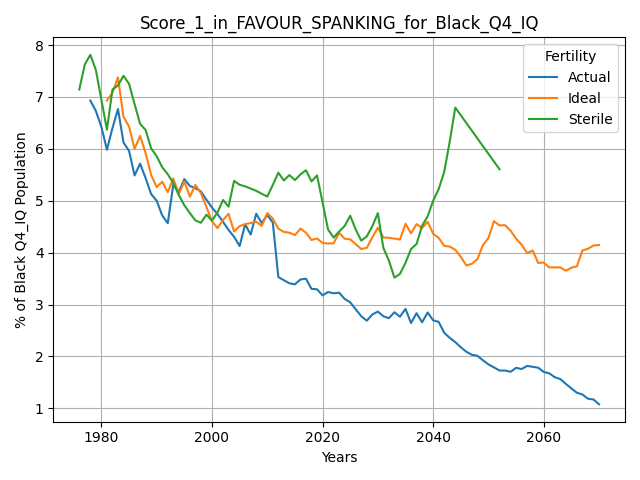 Score_1_in_FAVOUR_SPANKING_for_Black_Q4_IQ
Fertility
Actual
Ideal
Sterile
% of Black Q4_IQ Population
8
7
6
5
4
3
2
1
1980
2000
2020
2040
2060
Years